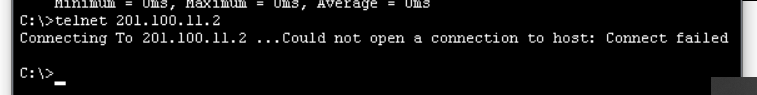 Minimum = 0ms, Maximum = 0ms, Average = 0ms
C:\>telnet 201.100.11.2
Connecting To 201.100.11.2 ...Could not open a connection to host: Connect failed
C:\>_